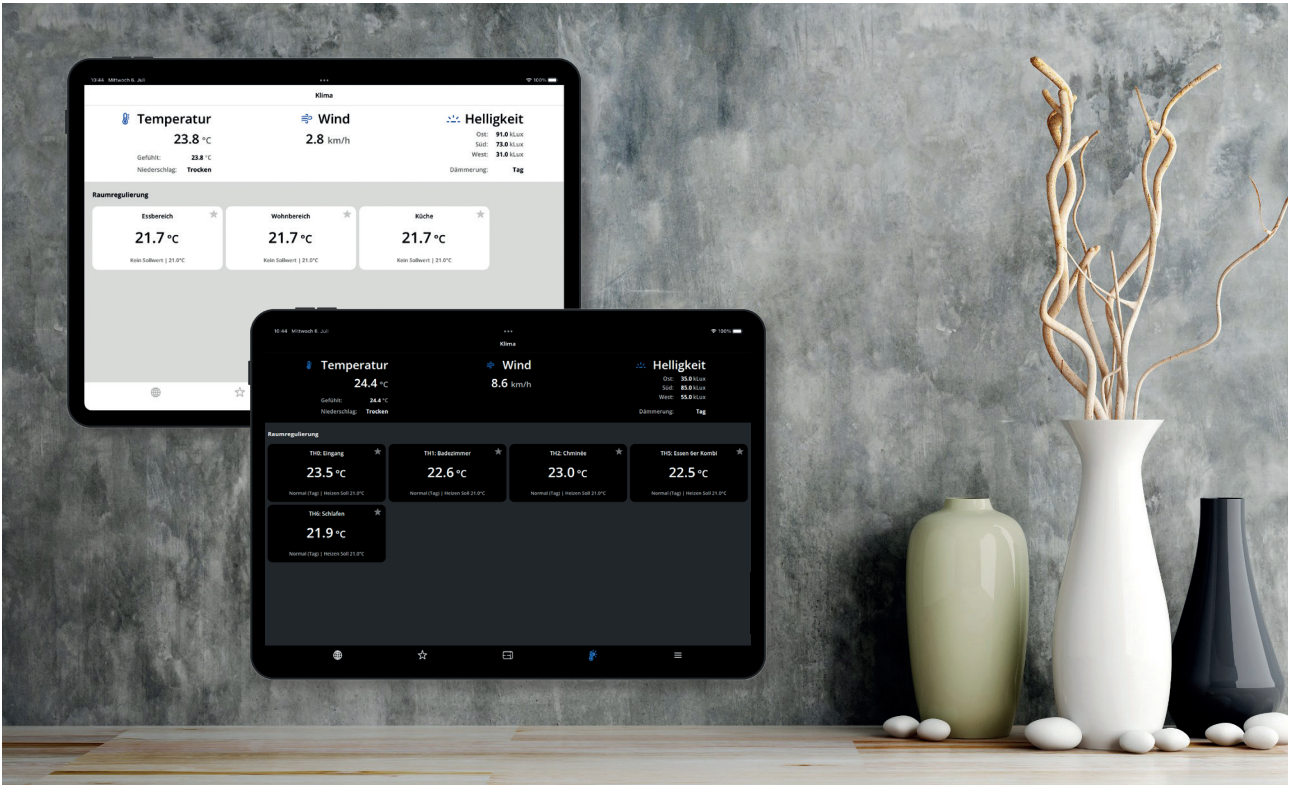 10:44 Mittwoch 6. Juli
100%
Klima
Temperatur
23.8 °C
Gefühlt: 23.8 °C
Niederschlag: Trocken
Wind
2.8 km/h
Helligkeit
Ost: 91.0 kLux
Süd: 73.0 kLux
West: 31.0 kLux
Dämmerung: Tag
Raumregulierung
Essbereich
21.7 °C
Kein Sollwert | 21.0°C
Wohnbereich
21.7 °C
Kein Sollwert | 21.0°C
Küche
21.7 °C
Kein Sollwert | 21.0°C
10:44 Mittwoch 6. Juli
100%
Klima
Temperatur
24.4 °C
Gefühlt: 24.4 °C
Niederschlag: Trocken
Wind
8.6 km/h
Helligkeit
Ost: 35.0 kLux
Süd: 85.0 kLux
West: 55.0 kLux
Dämmerung: Tag
Raumregulierung
TH0: Eingang
23.5 °C
Normal (Tag) | Heizen Soll 21.0°C
TH1: Badezimmer
22.6 °C
Normal (Tag) | Heizen Soll 21.0°C
TH2: Chminée
23.0 °C
Normal (Tag) | Heizen Soll 21.0°C
TH5: Essen 6er Kombi
22.5 °C
Normal (Tag) | Heizen Soll 21.0°C
TH6: Schlafen
21.9 °C
Normal (Tag) | Heizen Soll 21.0°C